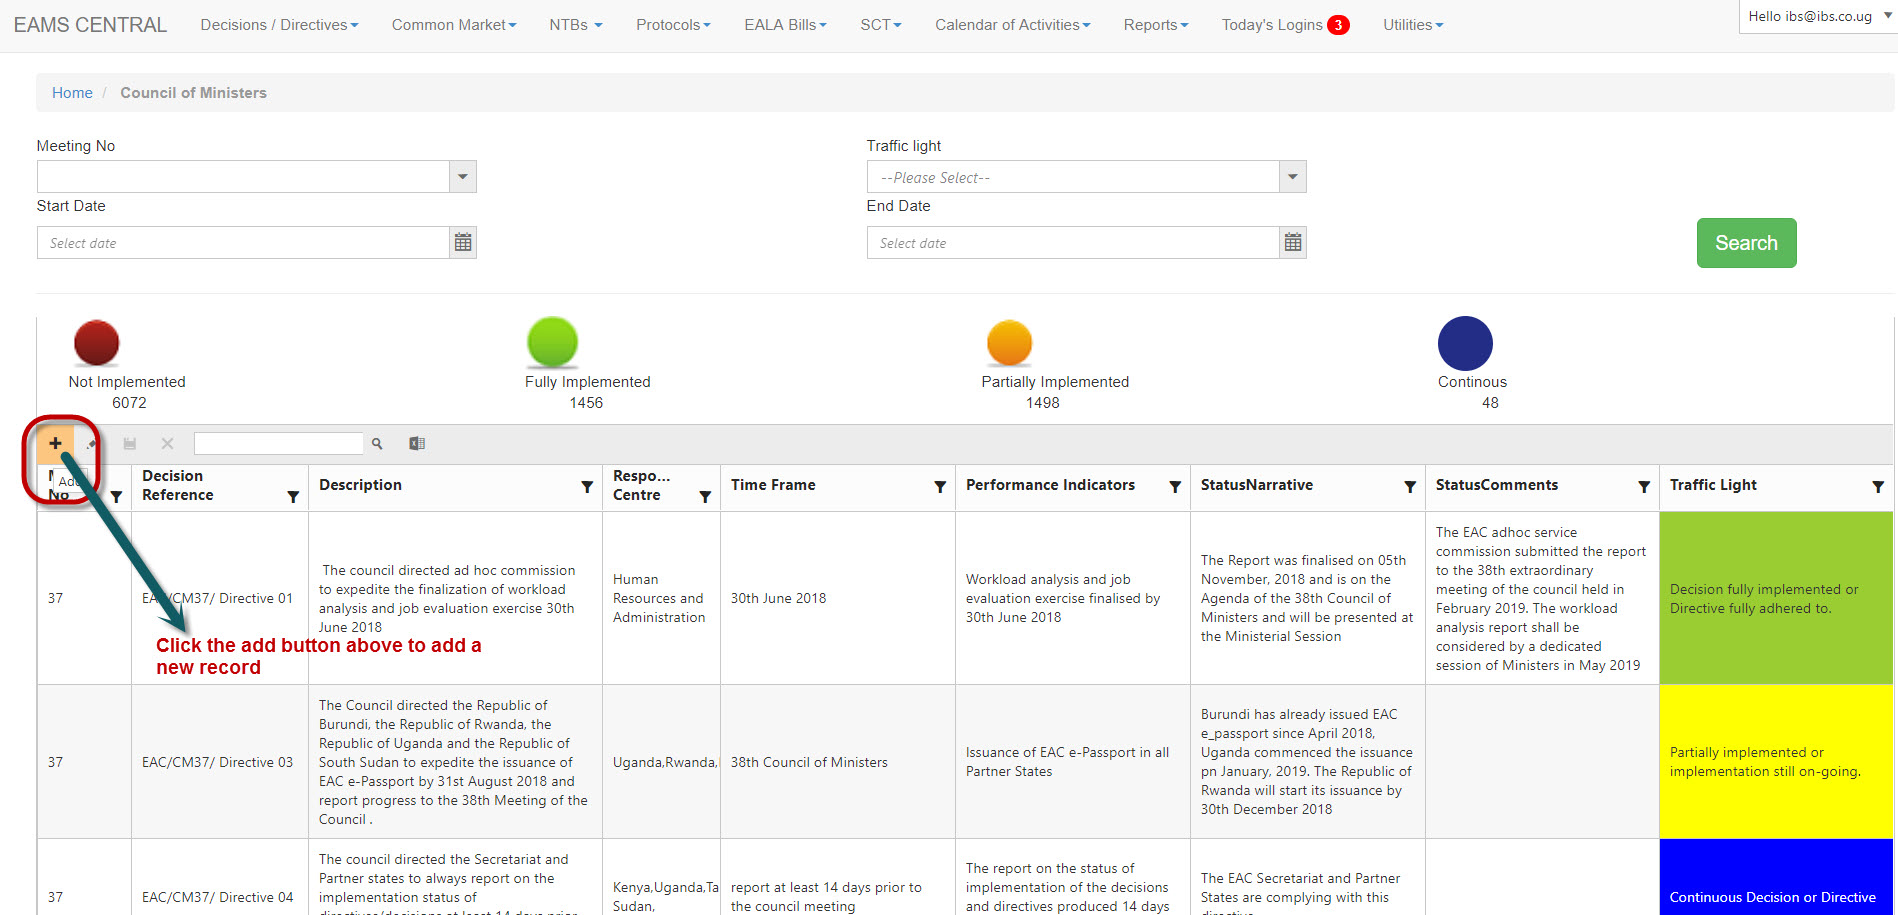 EAMS CENTRAL Decisions / Directives Common Market NTBs Protocols EALA Bills SCT Calendar of Activities Reports Today's Logins 3 Utilities Hello ibs@ibs.co.ug
Home / Council of Ministers
Meeting No
Traffic light
--Please Select--
Start Date
End Date
Select date
Select date
Search
Not Implemented
6072
Fully Implemented
1456
Partially Implemented
1498
Continous
48
Add
No
Decision
Reference
Description
Respo...
Centre
Time Frame
Performance Indicators
StatusNarrative
StatusComments
Traffic Light
37
EAC/CM37/ Directive 01
The council directed ad hoc commission
to expedite the finalization of workload
analysis and job evaluation exercise 30th
June 2018
Human
Resources and
Administration
30th June 2018
Workload analysis and job
evaluation exercise finalised by
30th June 2018
The Report was finalised on 05th
November, 2018 and is on the
Agenda of the 38th Council of
Ministers and will be presented at
the Ministerial Session
The EAC adhoc service
commission submitted the report
to the 38th extraordinary
meeting of the council held in
February 2019. The workload
analysis report shall be
considered by a dedicated
session of Ministers in May 2019
Decision fully implemented or
Directive fully adhered to.
Click the add button above to add a
new record
37
EAC/CM37/ Directive 03
The Council directed the Republic of
Burundi, the Republic of Rwanda, the
Republic of Uganda and the Republic of
South Sudan to expedite the issuance of
EAC e-Passport by 31st August 2018 and
report progress to the 38th Meeting of the
Council .
Uganda,Rwanda,
38th Council of Ministers
Issuance of EAC e-Passport in all
Partner States
Burundi has already issued EAC
e_passport since April 2018,
Uganda commenced the issuance
pn January, 2019. The Republic of
Rwanda will start its issuance by
30th December 2018
Partially implemented or
implementation still on-going.
37
EAC/CM37/ Directive 04
The council directed the Secretariat and
Partner states to always report on the
implementation status of
directives/decisions at least 14 days prior
Kenya,Uganda,Ta
Sudan,
report at least 14 days prior to
the council meeting
The report on the status of
implementation of the decisions
and directives produced 14 days
The EAC Secretariat and Partner
States are complying with this
directive
Continuous Decision or Directive